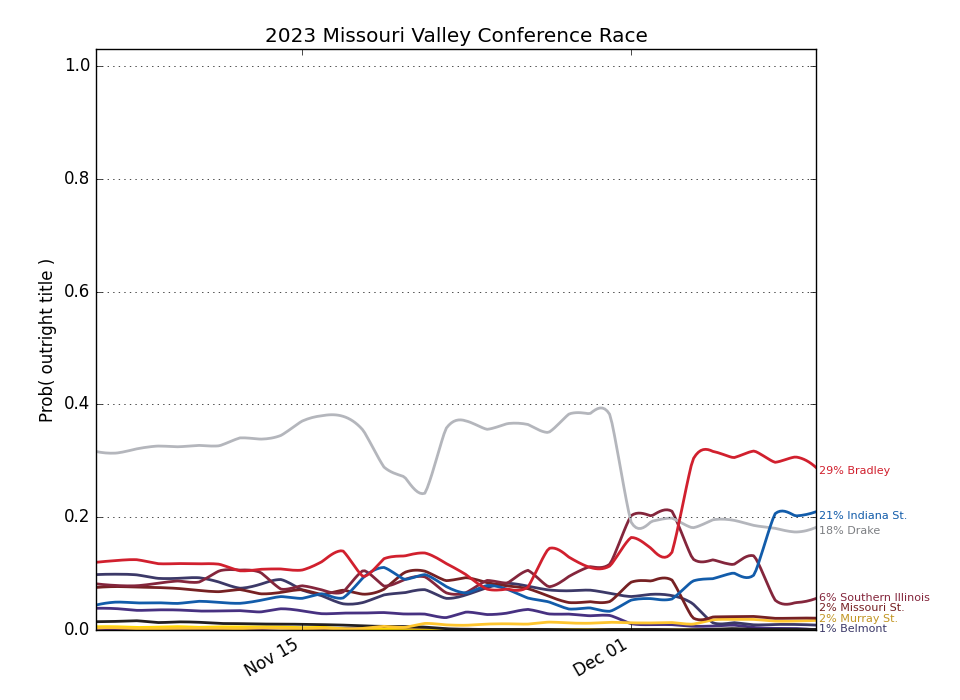 2023 Missouri Valley Conference Race
Prob( outright title )
1.0
0.8
0.6
0.4
0.2
0.0
Nov 15
Dec 01
29% Bradley
21% Indiana St.
18% Drake
6% Southern Illinois
2% Missouri St.
2% Murray St.
1% Belmont